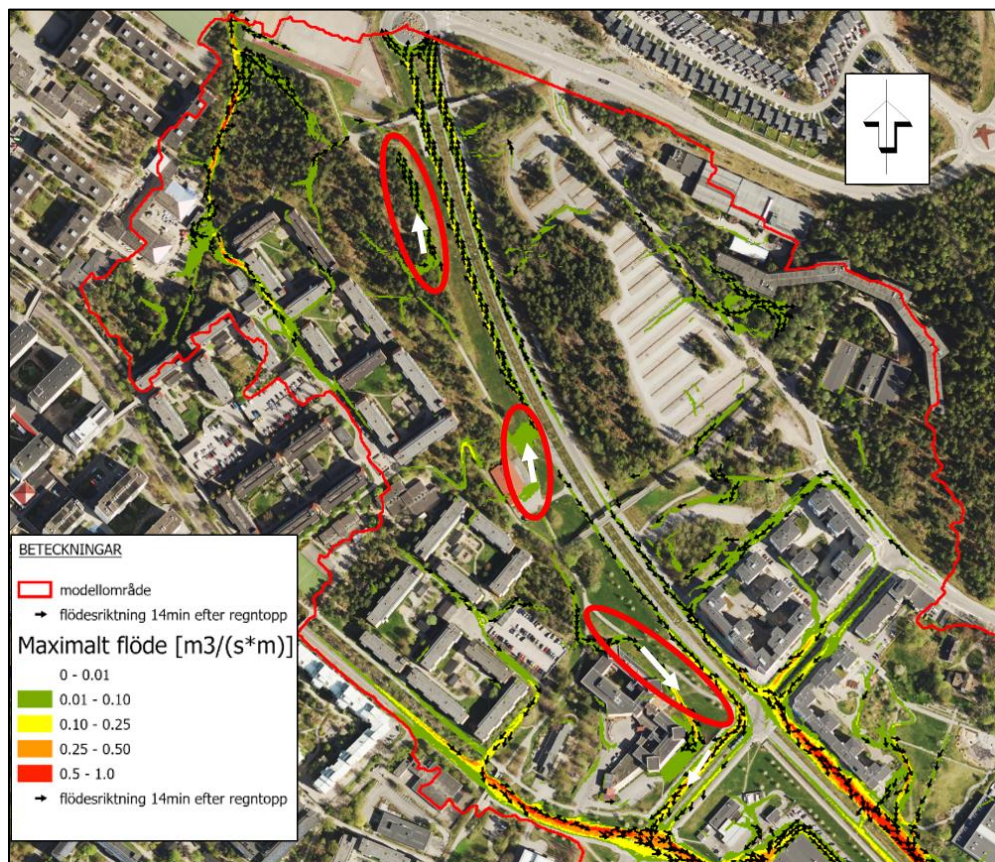 BETECKNINGAR
modellområde
flödesriktning 14min efter regntopp
Maximalt flöde [m3/(s*m)]
0 - 0.01
0.01 - 0.10
0.10 - 0.25
0.25 - 0.50
0.5 - 1.0
flödesriktning 14min efter regntopp